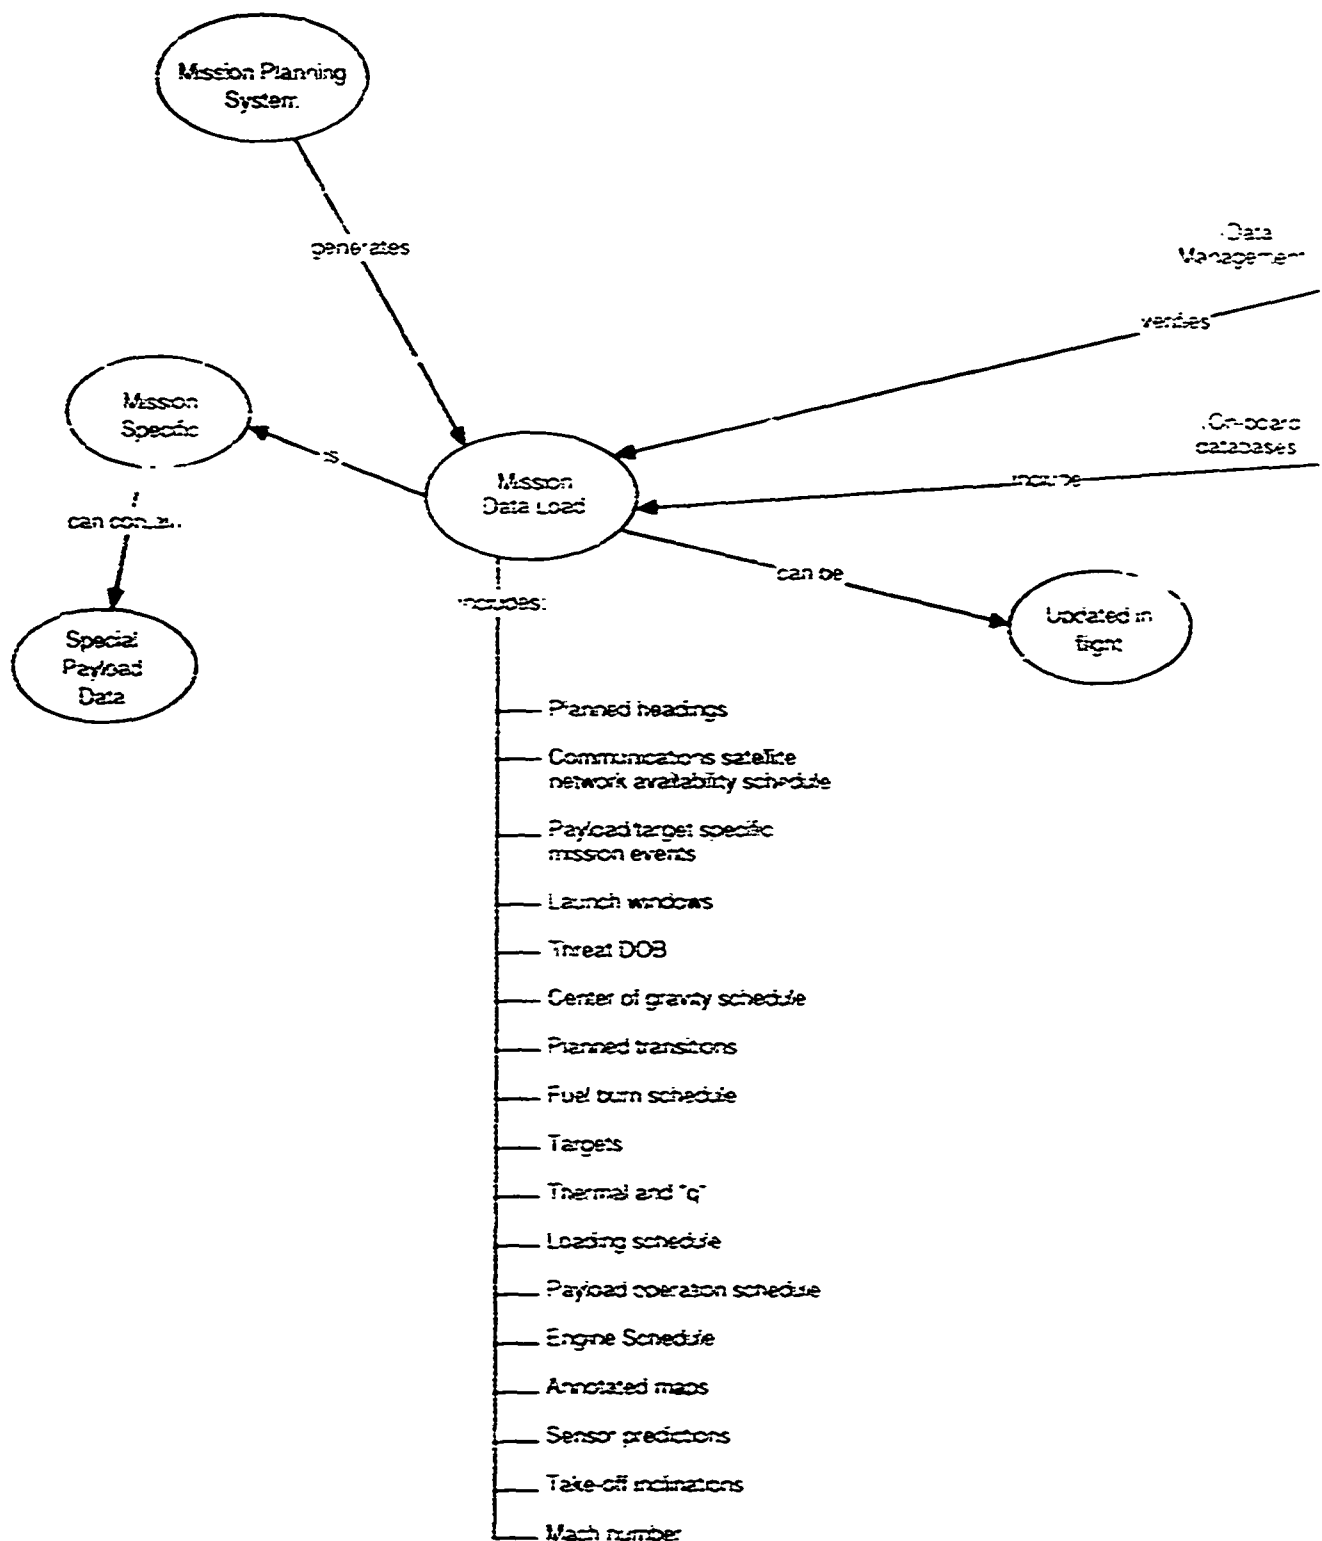 Mission Planning
System
generates
(Data
Management
verifies
Mission
Specific
is
(On-board
databases
include
Mission
Data Load
can contain
can be
Updated in
flight
includes:
Special
Payload
Data
Planned headings
Communications satellite
network availability schedule
Payload/target specific
mission events
Launch windows
Threat DOB
Center of gravity schedule
Planned transitions
Fuel burn schedule
Targets
Thermal and "q"
Loading schedule
Payload operation schedule
Engine Schedule
Annotated maps
Sensor predictions
Take-off inclinations
Mach number